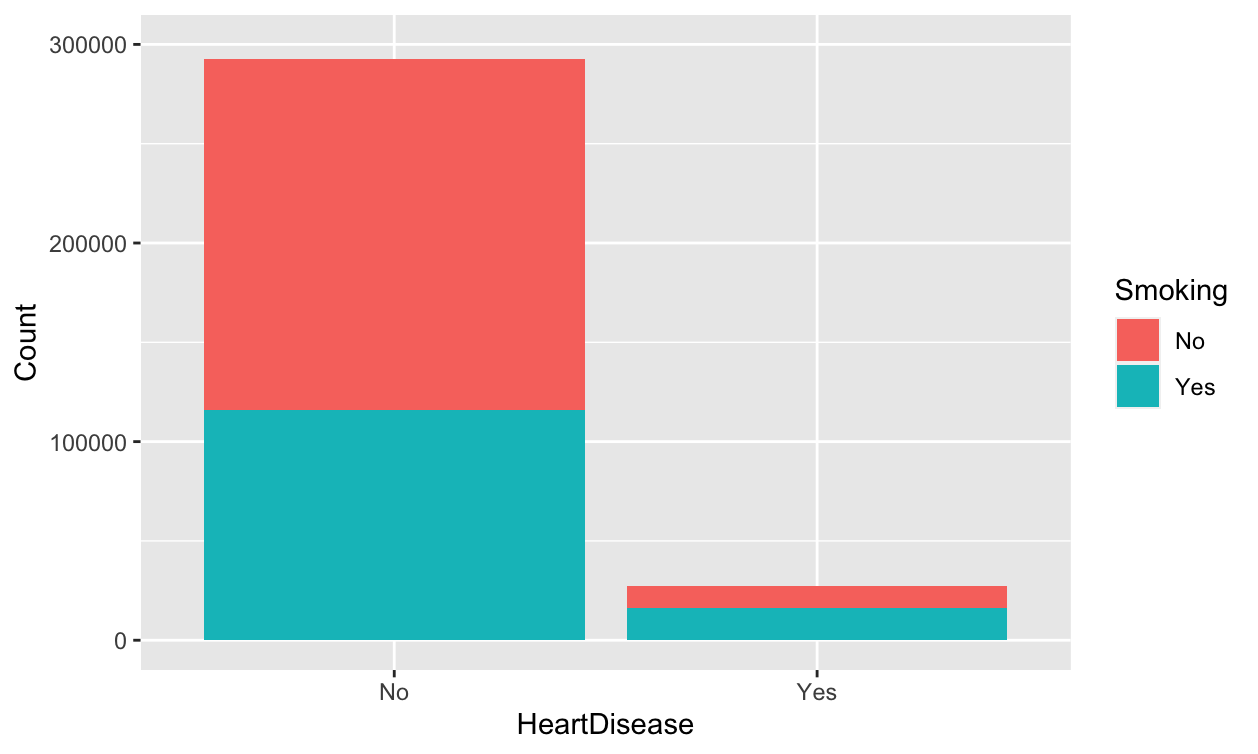 300000
200000
100000
0
Count
No
Yes
HeartDisease
Smoking
No
Yes